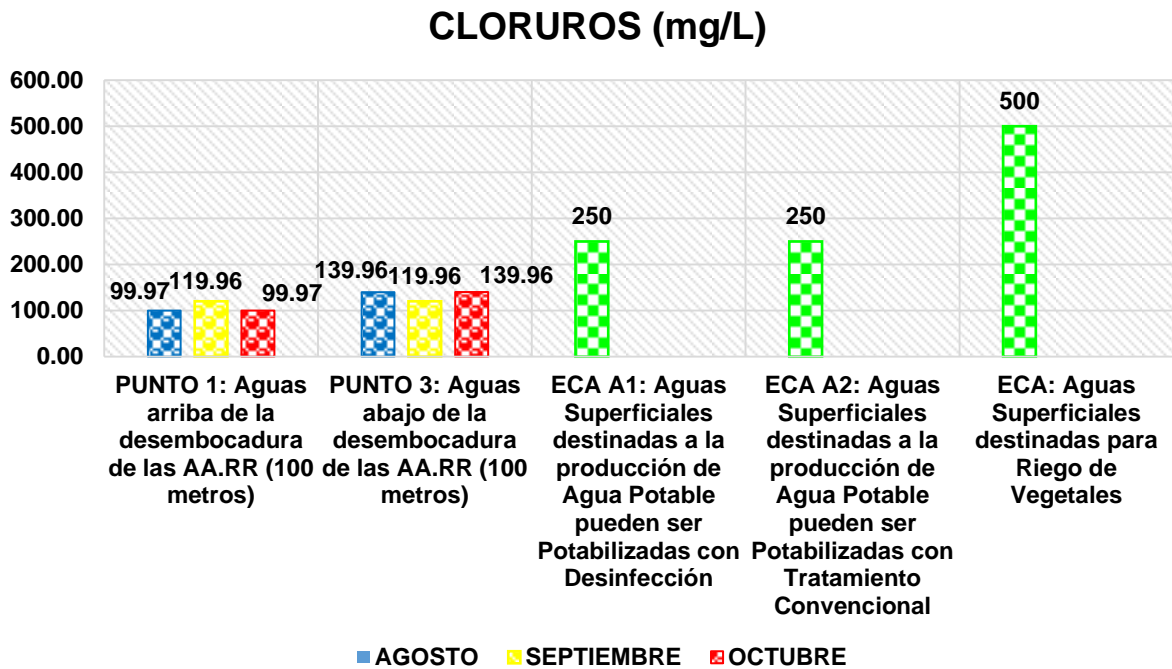 CLORUROS (mg/L)
600.00
500.00
400.00
300.00
200.00
100.00
0.00
99.97
119.96
99.97
139.96
119.96
139.96
250
250
500
PUNTO 1: Aguas
arriba de la
desembocadura
de las AA.RR (100
metros)
PUNTO 3: Aguas
abajo de la
desembocadura
de las AA.RR (100
metros)
ECA A1: Aguas
Superficiales
destinadas a la
producción de
Agua Potable
pueden ser
Potabilizadas con
Desinfección
ECA A2: Aguas
Superficiales
destinadas a la
producción de
Agua Potable
pueden ser
Potabilizadas con
Tratamiento
Convencional
ECA: Aguas
Superficiales
destinadas para
Riego de
Vegetales
AGOSTO SEPTIEMBRE OCTUBRE